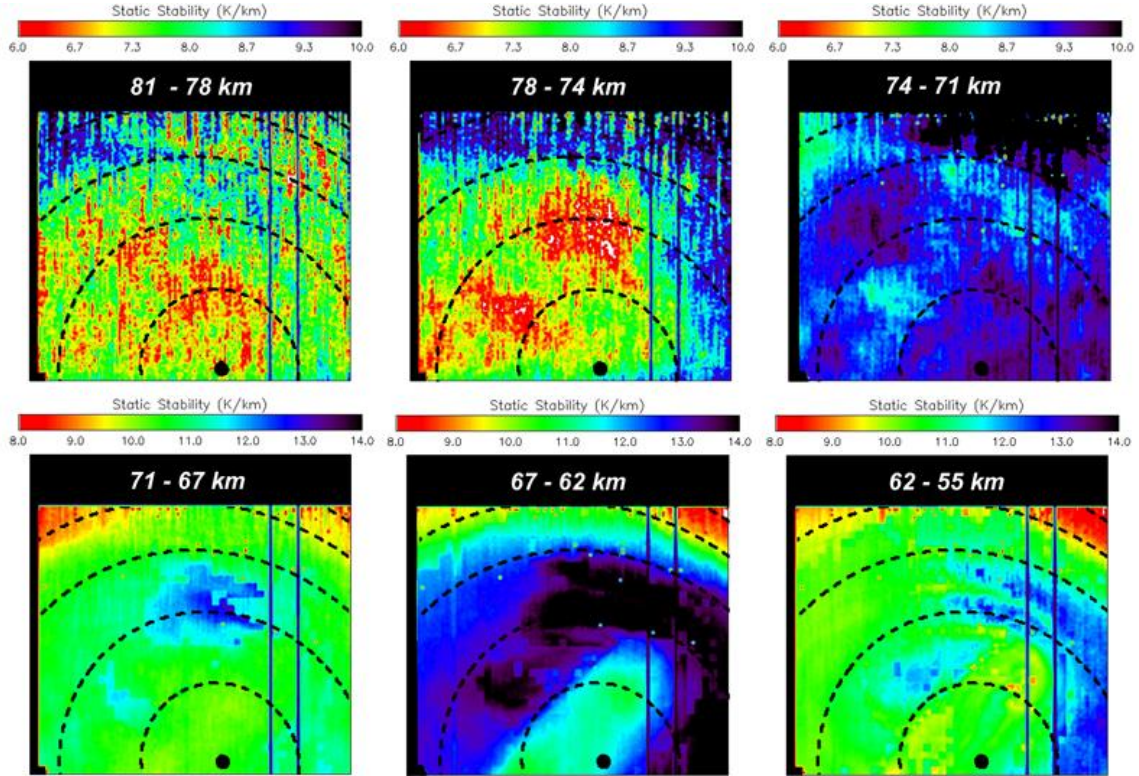 Static Stability (K/km) Static Stability (K/km) Static Stability (K/km)
6.0 6.7 7.3 8.0 8.7 9.3 10.0 6.0 6.7 7.3 8.0 8.7 9.3 10.0 6.0 6.7 7.3 8.0 8.7 9.3 10.0
81 - 78 km 78 - 74 km 74 - 71 km
Static Stability (K/km) Static Stability (K/km) Static Stability (K/km)
8.0 9.0 10.0 11.0 12.0 13.0 14.0 8.0 9.0 10.0 11.0 12.0 13.0 14.0 8.0 9.0 10.0 11.0 12.0 13.0 14.0
71 - 67 km 67 - 62 km 62 - 55 km